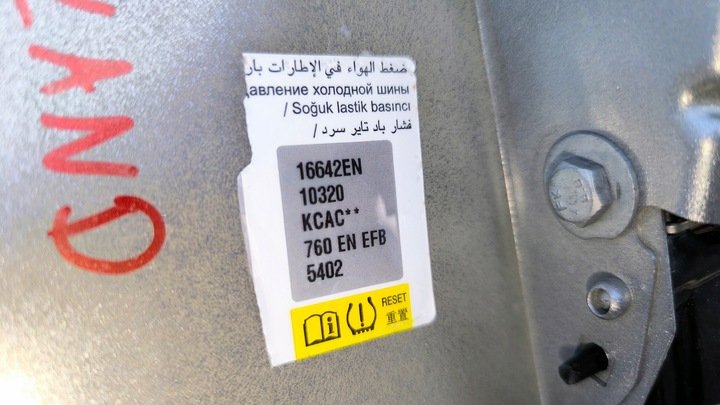 ضغط الهواء في الإطارات بار
давление холодной шины
/ Soğuk lastik basıncı
فشار باد تایر سرد /
16642EN
10320
KCAC**
760 EN EFB
5402
RESET
重置